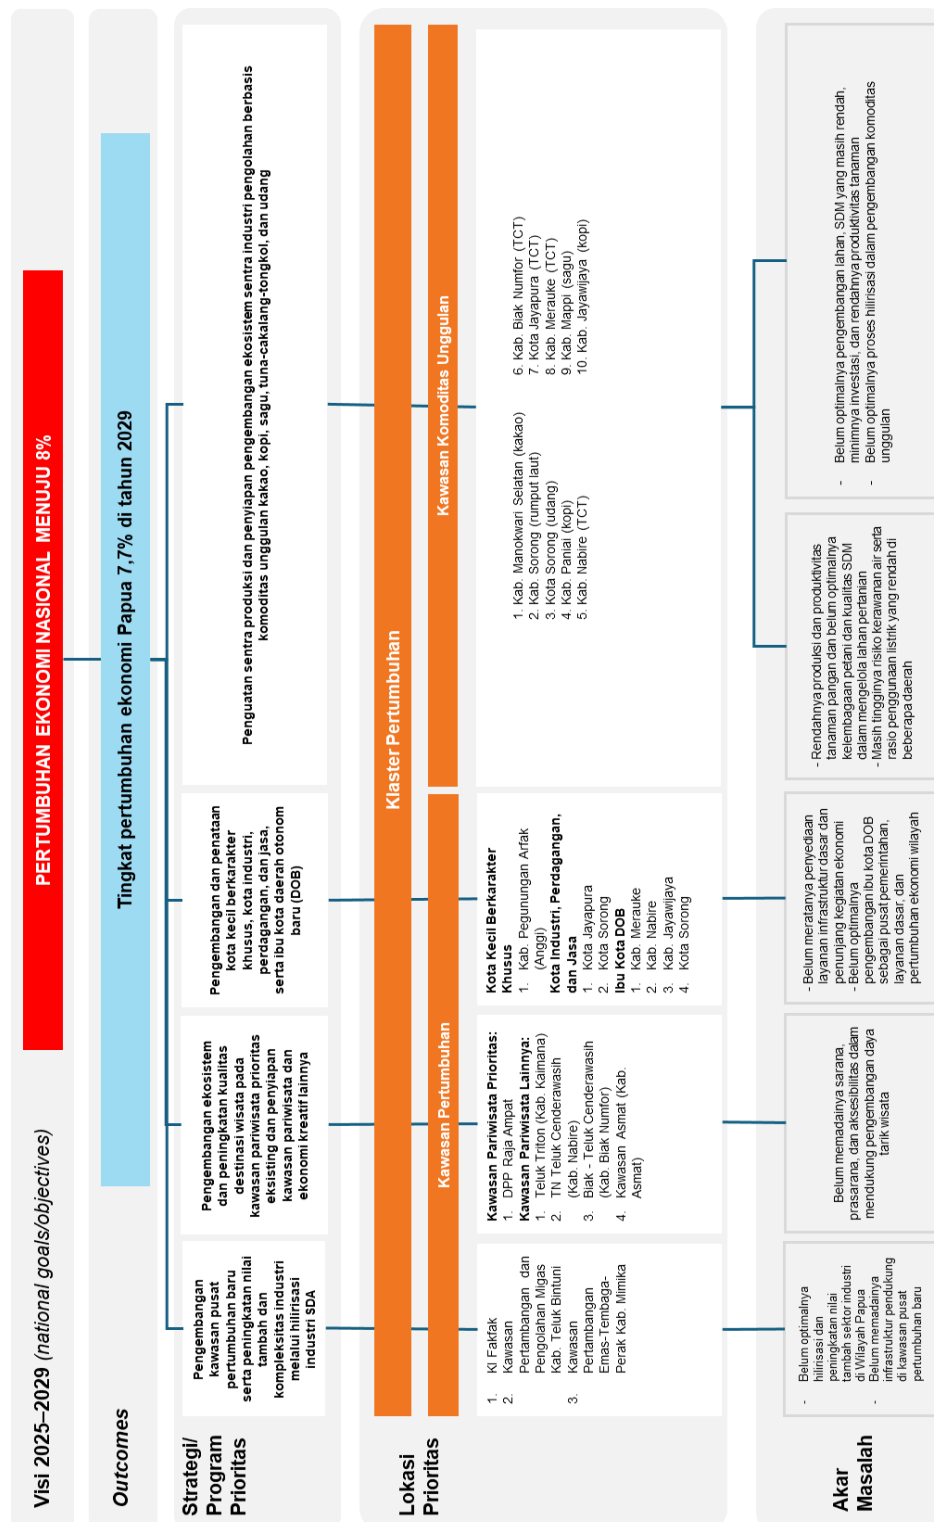 Visi 2025–2029 (national goals/objectives)
PERTUMBUHAN EKONOMI NASIONAL MENUJU 8%
Outcomes
Tingkat pertumbuhan ekonomi Papua 7,7% di tahun 2029
Strategi/
Program
Prioritas
Pengembangan
kawasan pusat
pertumbuhan baru
serta peningkatan nilai
tambah dan
kompleksitas industri
melalui hilirisasi
industri SDA
Pengembangan ekosistem
dan peningkatan kualitas
destinasi wisata pada
kawasan pariwisata prioritas
eksisting dan penyiapan
kawasan pariwisata dan
ekonomi kreatif lainnya
Pengembangan dan penataan
kota kecil berkarakter
khusus, kota industri,
perdagangan, dan jasa,
serta ibu kota daerah otonom
baru (DOB)
Penguatan sentra produksi dan penyiapan pengembangan ekosistem sentra industri pengolahan berbasis
komoditas unggulan kakao, kopi, sagu, tuna-cakalang-tongkol, dan udang
Lokasi
Prioritas
Klaster Pertumbuhan
Kawasan Pertumbuhan
Kawasan Komoditas Unggulan
1. KI Fakfak
2. Kawasan
Pertambangan dan
Pengolahan Migas
Kab. Teluk Bintuni
3. Kawasan
Pertambangan
Emas-Tembaga-
Perak Kab. Mimika
Kawasan Pariwisata Prioritas:
1. DPP Raja Ampat
Kawasan Pariwisata Lainnya:
1. Teluk Triton (Kab. Kaimana)
2. TN Teluk Cenderawasih
(Kab. Nabire)
3. Biak - Teluk Cenderawasih
(Kab. Biak Numfor)
4. Kawasan Asmat (Kab.
Asmat)
Kota Kecil Berkarakter
Khusus
1. Kab. Pegunungan Arfak
(Anggi)
Kota Industri, Perdagangan,
dan Jasa
1. Kota Jayapura
2. Kota Sorong
Ibu Kota DOB
1. Kab. Merauke
2. Kab. Nabire
3. Kab. Jayawijaya
4. Kota Sorong
1. Kab. Manokwari Selatan (kakao)
2. Kab. Sorong (rumput laut)
3. Kota Sorong (udang)
4. Kab. Paniai (kopi)
5. Kab. Nabire (TCT)
6. Kab. Biak Numfor (TCT)
7. Kota Jayapura (TCT)
8. Kab. Merauke (TCT)
9. Kab. Mappi (sagu)
10. Kab. Jayawijaya (kopi)
Akar
Masalah
- Belum optimalnya
hilirisasi dan
peningkatan nilai
tambah sektor industri
di Wilayah Papua
- Belum memadainya
infrastruktur pendukung
di kawasan pusat
pertumbuhan baru
Belum memadainya sarana,
prasarana, dan aksesibilitas dalam
mendukung pengembangan daya
tarik wisata
- Belum meratanya penyediaan
layanan infrastruktur dasar dan
penunjang kegiatan ekonomi
- Belum optimalnya
pengembangan ibu kota DOB
sebagai pusat pemerintahan,
layanan dasar, dan
pertumbuhan ekonomi wilayah
- Rendahnya produksi dan produktivitas
tanaman pangan dan belum optimalnya
kelembagaan petani dan kualitas SDM
dalam mengelola lahan pertanian
- Masih tingginya risiko kerawanan air serta
rasio penggunaan listrik yang rendah di
beberapa daerah
- Belum optimalnya pengembangan lahan, SDM yang masih rendah,
minimnya investasi, dan rendahnya produktivitas tanaman
- Belum optimalnya proses hilirisasi dalam pengembangan komoditas
unggulan